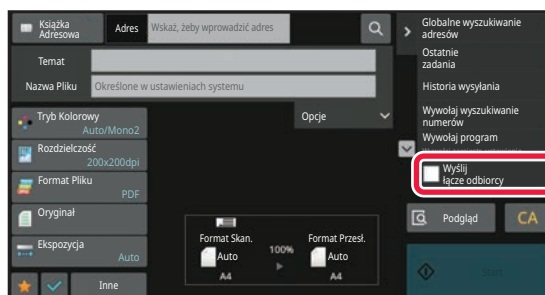 Książka
Adresowa
Adres
Wskaż, żeby wprowadzić adres
Temat
Nazwa Pliku
Określone w ustawieniach systemu
Opcje
Tryb Kolorowy
Auto/Mono2
Rozdzielczość
200x200dpi
Format Pliku
PDF
Oryginał
Ekspozycja
Auto
Inne
Format Skan.
Auto
A4
100%
Format Przesł.
Auto
A4
Globalne wyszukiwanie
adresów
Ostatnie
zadania
Historia wysyłania
Wywołaj wyszukiwanie
numerów
Wywołaj program
Wyślij
łącze odbiorcy
Podgląd
CA
Start